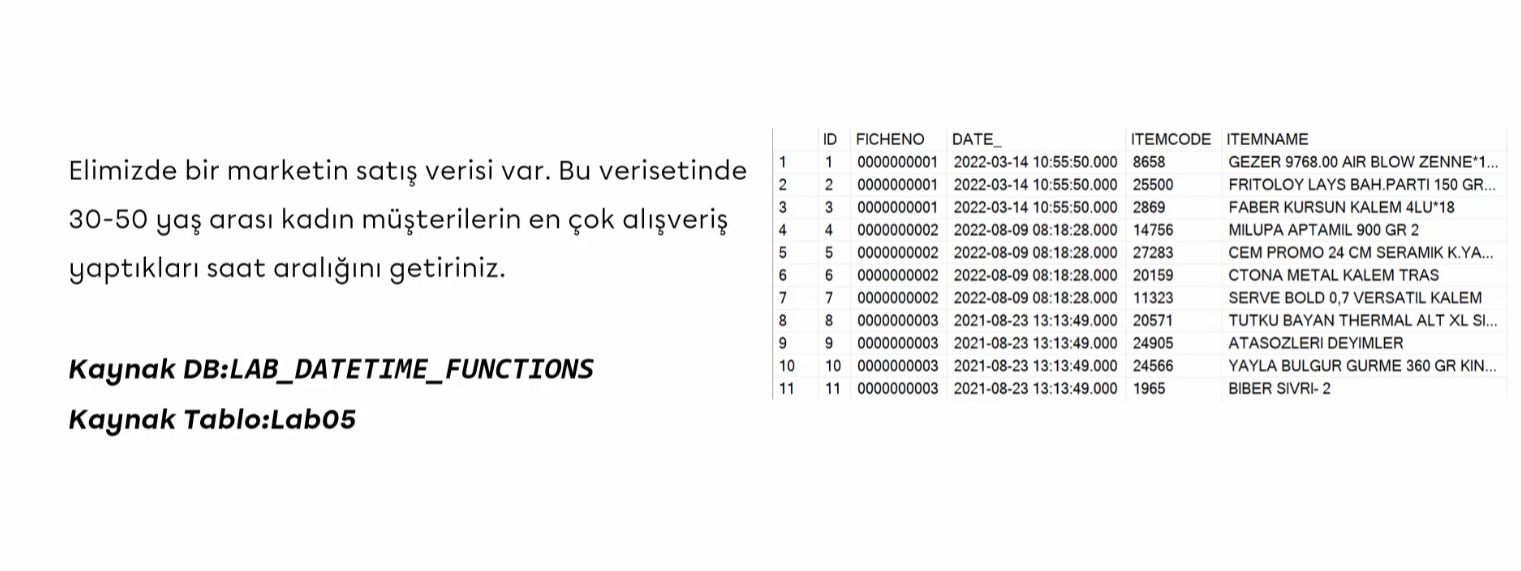 Elimizde bir marketin satış verisi var. Bu verisetinde
30-50 yaş arası kadın müşterilerin en çok alışveriş
yaptıkları saat aralığını getiriniz.
Kaynak DB:LAB_DATETIME_FUNCTIONS
Kaynak Tablo:Lab05
ID FICHENO DATE_ ITEMCODE ITEMNAME
1 1 0000000001 2022-03-14 10:55:50.000 8658 GEZER 9768.00 AIR BLOW ZENNE*1...
2 2 0000000001 2022-03-14 10:55:50.000 25500 FRITOLOY LAYS BAH.PARTI 150 GR...
3 3 0000000001 2022-03-14 10:55:50.000 2869 FABER KURSUN KALEM 4LU*18
4 4 0000000002 2022-08-09 08:18:28.000 14756 MILUPA APTAMIL 900 GR 2
5 5 0000000002 2022-08-09 08:18:28.000 27283 CEM PROMO 24 CM SERAMIK K.YA...
6 6 0000000002 2022-08-09 08:18:28.000 20159 CTONA METAL KALEM TRAS
7 7 0000000002 2022-08-09 08:18:28.000 11323 SERVE BOLD 0,7 VERSATIL KALEM
8 8 0000000003 2021-08-23 13:13:49.000 20571 TUTKU BAYAN THERMAL ALT XL SI...
9 9 0000000003 2021-08-23 13:13:49.000 24905 ATASOZLERI DEYIMLER
10 10 0000000003 2021-08-23 13:13:49.000 24566 YAYLA BULGUR GURME 360 GR KIN...
11 11 0000000003 2021-08-23 13:13:49.000 1965 BIBER SIVRI- 2